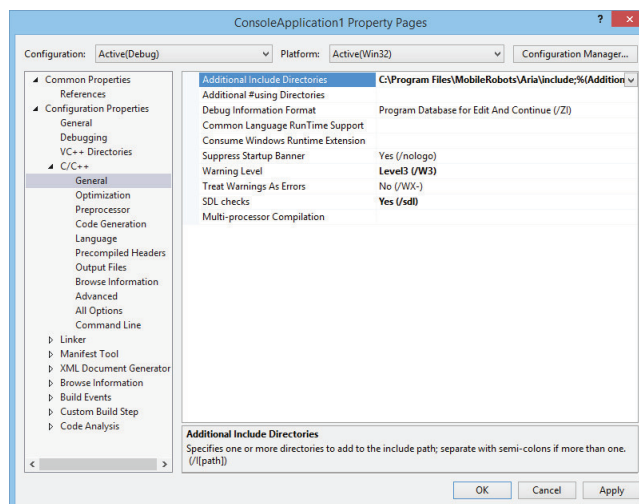 ConsoleApplication1 Property Pages
? x
Configuration: Active(Debug) Platform: Active(Win32) Configuration Manager...
Common Properties
References
Configuration Properties
General
Debugging
VC++ Directories
C/C++
General
Optimization
Preprocessor
Code Generation
Language
Precompiled Headers
Output Files
Browse Information
Advanced
All Options
Command Line
Linker
Manifest Tool
XML Document Generator
Browse Information
Build Events
Custom Build Step
Code Analysis
Additional Include Directories C:\Program Files\MobileRobots\Aria\include;%(Addition
Additional #using Directories
Debug Information Format Program Database for Edit And Continue (/ZI)
Common Language RunTime Support
Consume Windows Runtime Extension
Suppress Startup Banner Yes (/nologo)
Warning Level Level3 (/W3)
Treat Warnings As Errors No (/WX-)
SDL checks Yes (/sdl)
Multi-processor Compilation
Additional Include Directories
Specifies one or more directories to add to the include path; separate with semi-colons if more than one.
(/I[path])
OK Cancel Apply